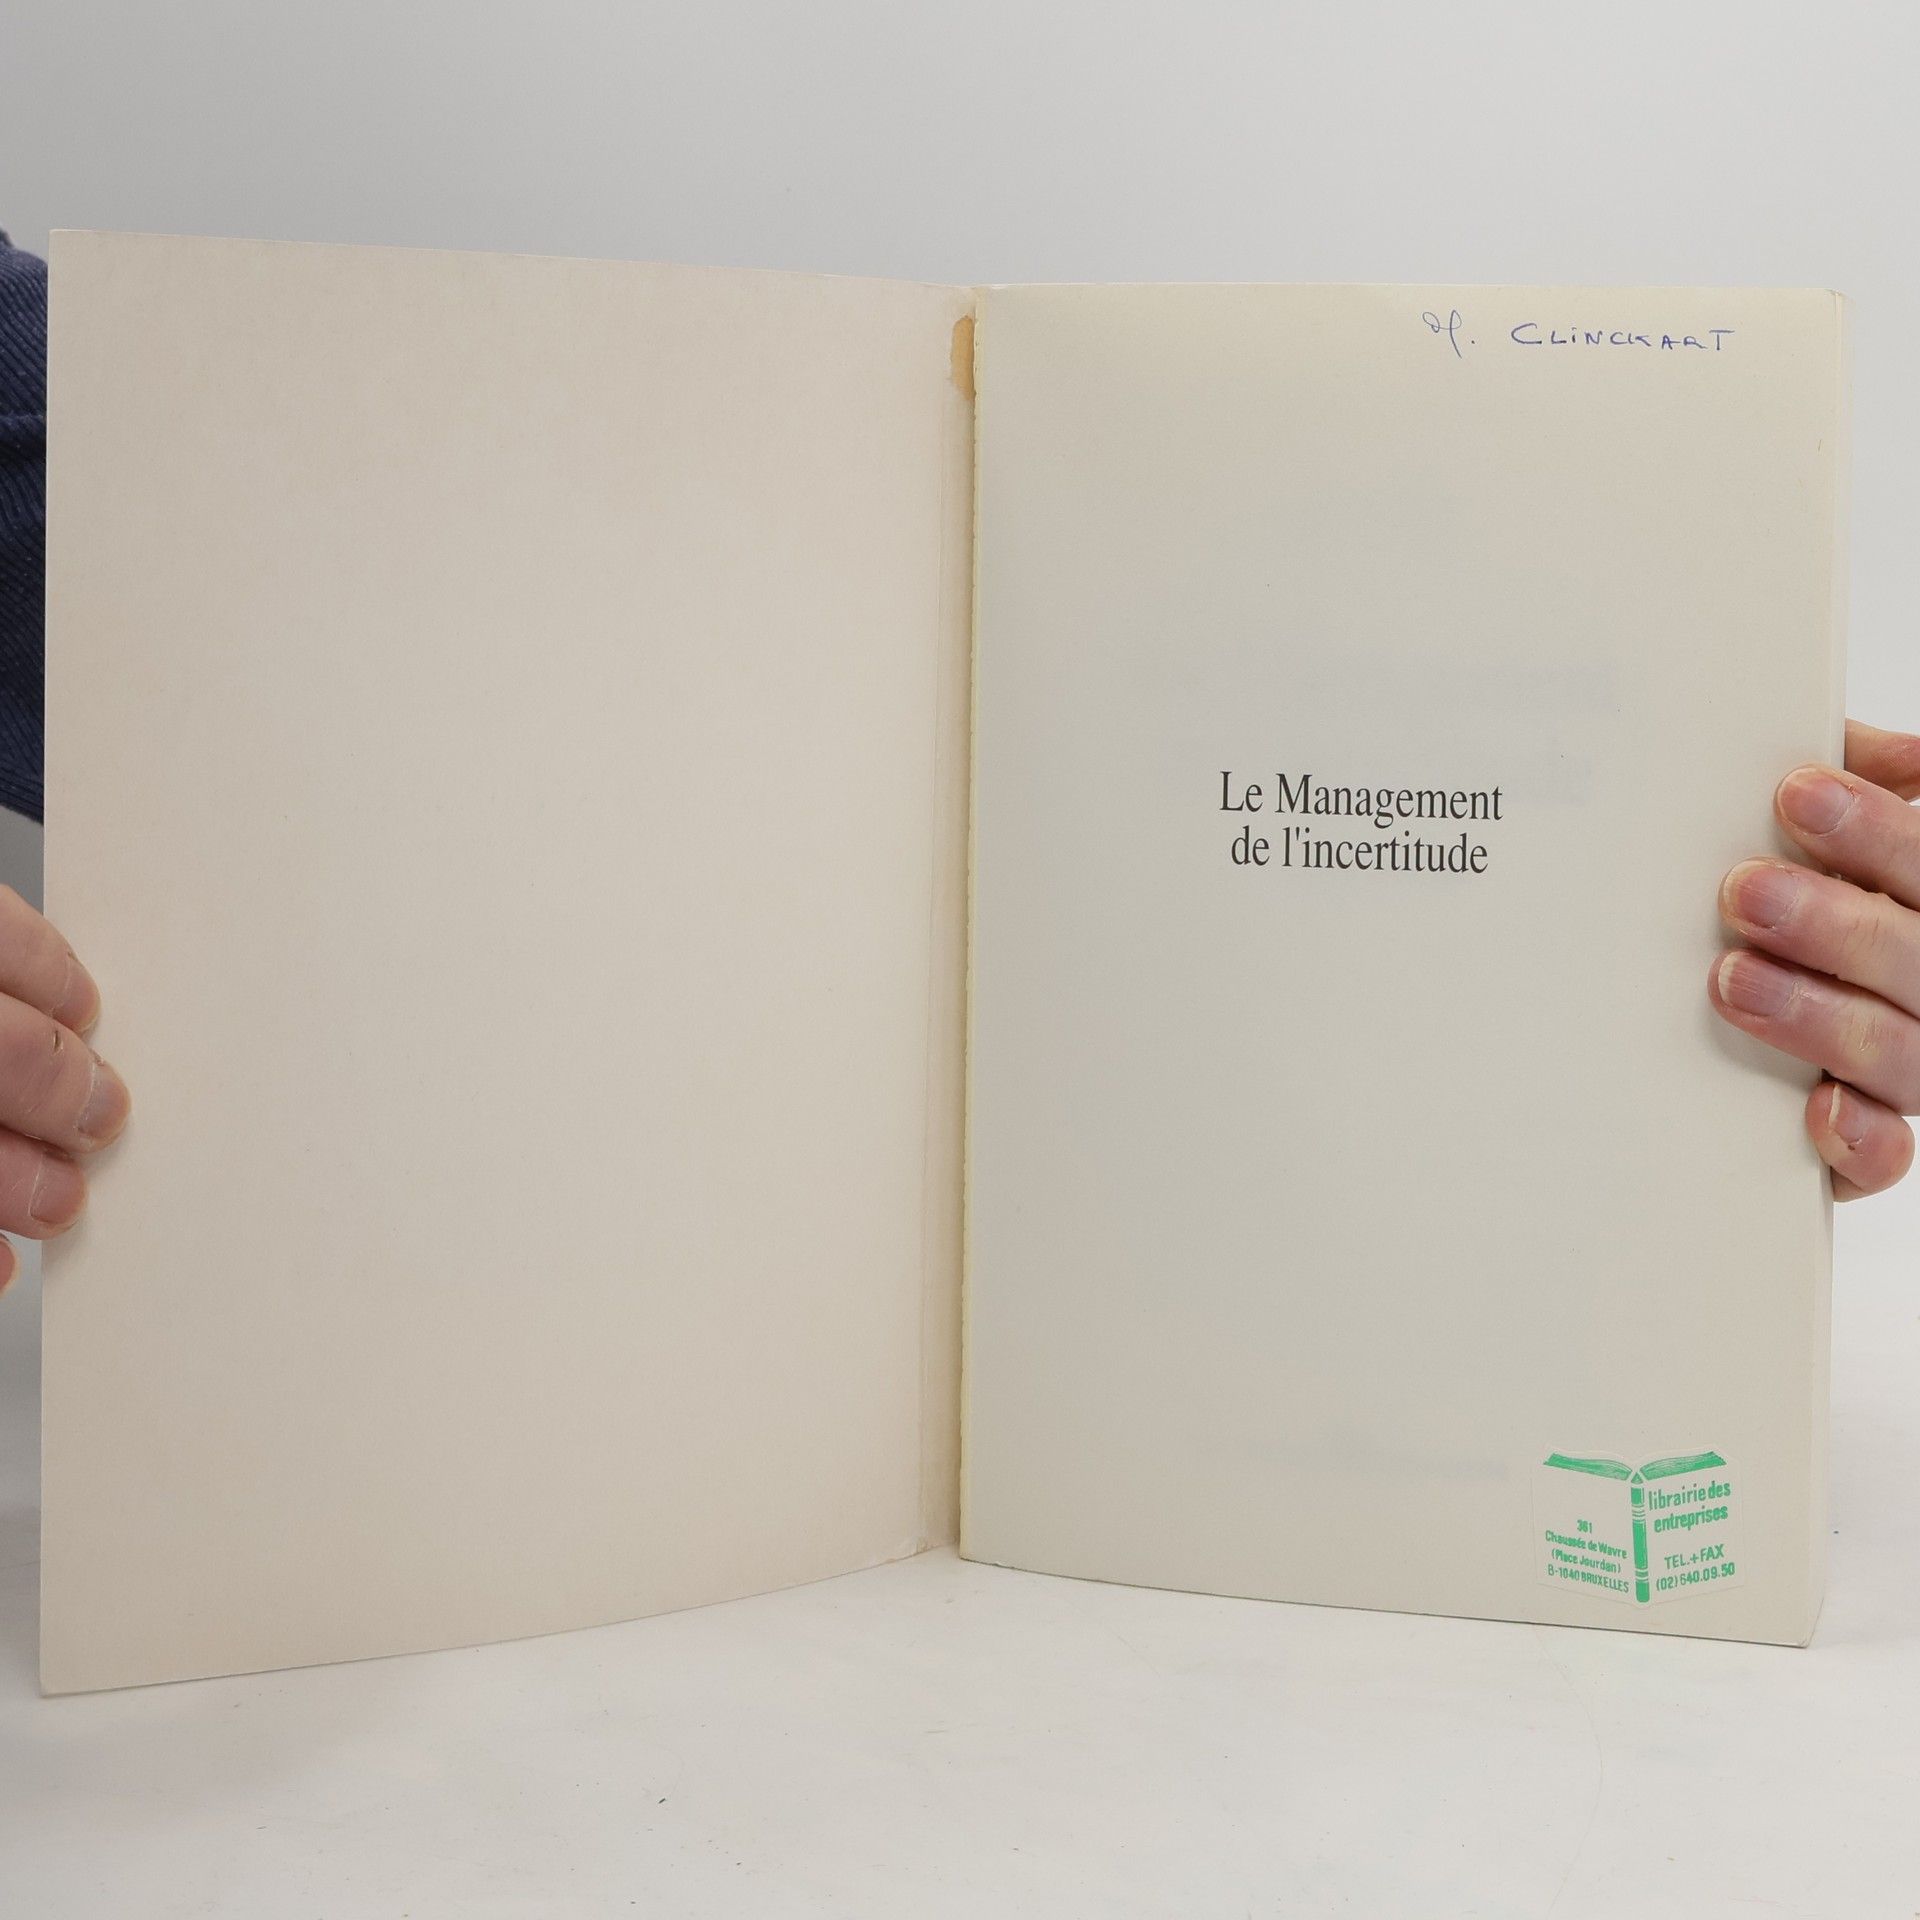 M. CLINCKART
Le Management
de l'incertitude
librairie des
entreprises
361
Chaussée de Wavre
(Place Jourdan)
B-1040 BRUXELLES
TEL.+FAX
(02) 640.09.50